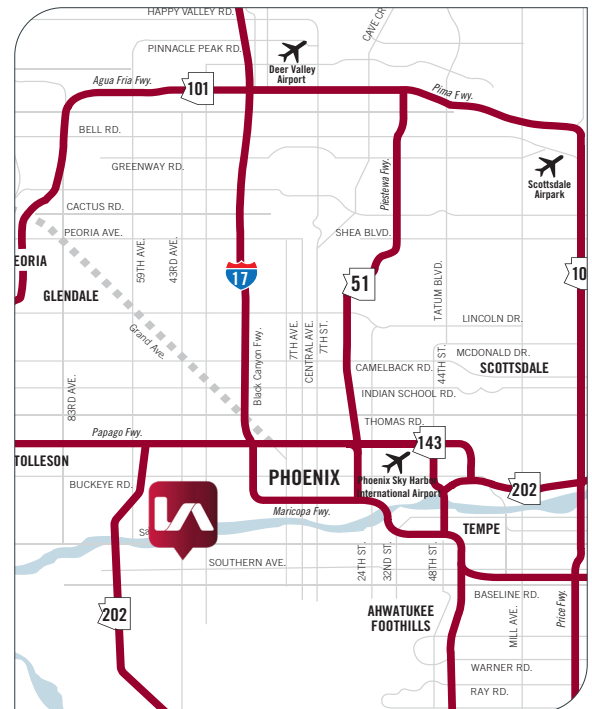 HAPPY VALLEY RD.
CAVE CR
PINNACLE PEAK RD.
Deer Valley
Airport
Agua Fria Fwy.
101
Pima Fwy.
BELL RD.
GREENWAY RD.
Piestewa Fwy.
Scottsdale
Airpark
CACTUS RD.
PEORIA AVE.
SHEA BLVD.
EORIA
59TH AVE.
43RD AVE.
17
51
TATUM BLVD.
10
GLENDALE
Grand Ave.
Black Canyon Fwy.
7TH AVE.
CENTRAL AVE.
7TH ST.
LINCOLN DR.
MCDONALD DR.
SCOTTSDALE
44TH ST.
CAMELBACK RD.
83RD AVE.
INDIAN SCHOOL RD.
THOMAS RD.
Papago Fwy.
143
TOLLESON
PHOENIX
Phoenix Sky Harbor
International Airport
BUCKEYE RD.
202
LA
Maricopa Fwy.
Sa
TEMPE
SOUTHERN AVE.
24TH ST.
32ND ST.
48TH ST.
202
AHWATUKEE
FOOTHILLS
BASELINE RD.
MILL AVE.
Price Fwy.
WARNER RD.
RAY RD.